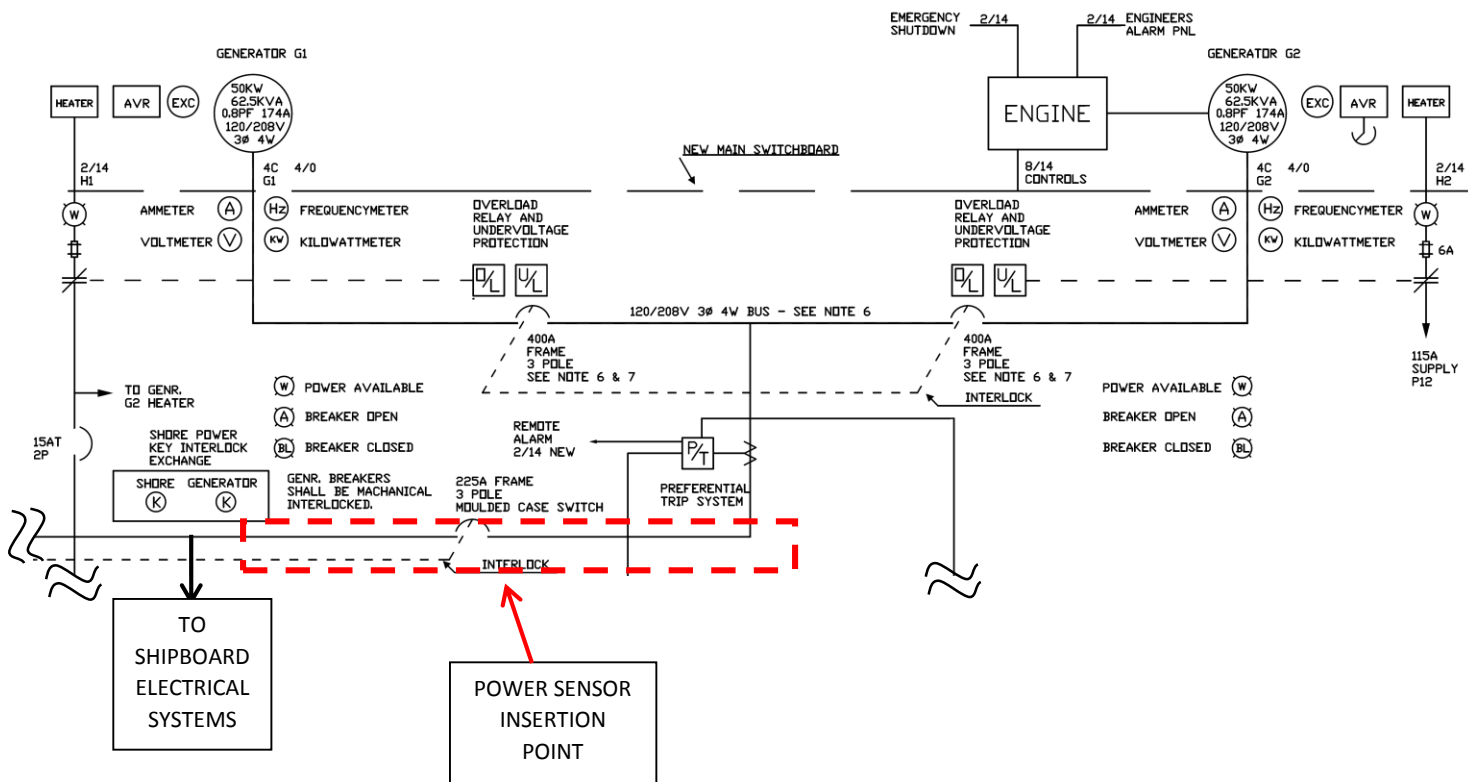 EMERGENCY
SHUTDOWN
2/14
2/14
ENGINEERS
ALARM PNL
GENERATOR G1
GENERATOR G2
HEATER
AVR
EXC
50KW
62.5KVA
0.8PF 174A
120/208V
3ø 4W
ENGINE
50KW
62.5KVA
0.8PF 174A
120/208V
3ø 4W
EXC
AVR
HEATER
2/14
H1
4C 4/0
G1
NEW MAIN SWITCHBOARD
8/14
CONTROLS
4C 4/0
G2
2/14
H2
W
AMMETER
A
Hz
FREQUENCYMETER
VOLTMETER
V
KW
KILOWATTMETER
OVERLOAD
RELAY AND
UNDERVOLTAGE
PROTECTION
OVERLOAD
RELAY AND
UNDERVOLTAGE
PROTECTION
AMMETER
A
Hz
FREQUENCYMETER
VOLTMETER
V
KW
KILOWATTMETER
W
6A
O/L
U/L
O/L
U/L
120/208V 3ø 4W BUS - SEE NOTE 6
400A
FRAME
3 POLE
SEE NOTE 6 & 7
400A
FRAME
3 POLE
SEE NOTE 6 & 7
INTERLOCK
115A
SUPPLY
P12
TO GENR.
G2 HEATER
W
POWER AVAILABLE
A
BREAKER OPEN
BL
BREAKER CLOSED
POWER AVAILABLE
W
BREAKER OPEN
A
BREAKER CLOSED
BL
15AT
2P
SHORE POWER
KEY INTERLOCK
EXCHANGE
SHORE
GENERATOR
K
K
GENR. BREAKERS
SHALL BE MACHANICAL
INTERLOCKED.
225A FRAME
3 POLE
MOULDED CASE SWITCH
REMOTE
ALARM
2/14 NEW
P/T
PREFERENTIAL
TRIP SYSTEM
INTERLOCK
TO
SHIPBOARD
ELECTRICAL
SYSTEMS
POWER SENSOR
INSERTION
POINT